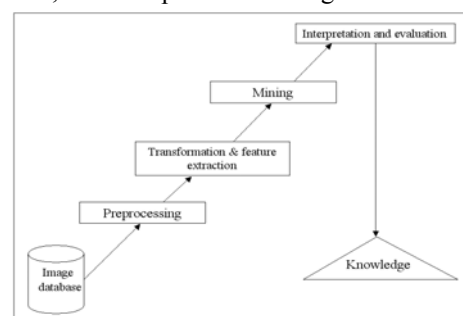 Interpretation and evaluation
Mining
Transformation & feature
extraction
Preprocessing
Image
database
Knowledge